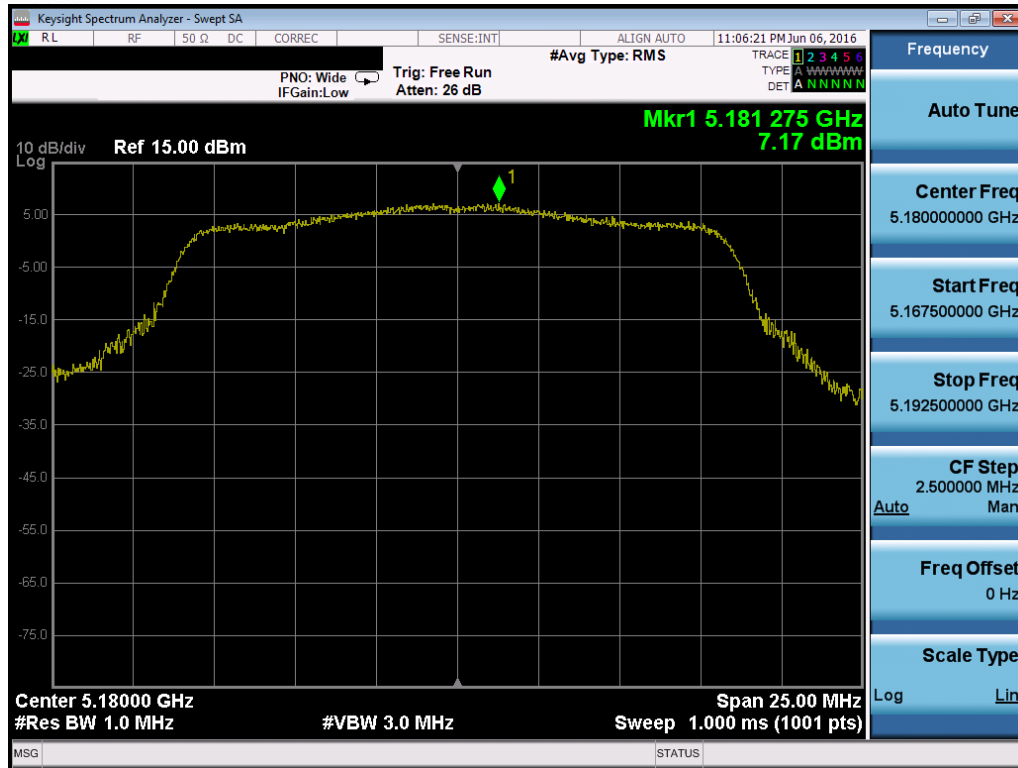 Keysight Spectrum Analyzer - Swept SA
LXI RL RF 50 Ω DC CORREC SENSE:INT ALIGN AUTO 11:06:21 PM Jun 06, 2016
PNO: Wide
IFGain:Low
Trig: Free Run
Atten: 26 dB
#Avg Type: RMS
TRACE 1 2 3 4 5 6
TYPE A WWWWW
DET A N N N N N
Mkr1 5.181 275 GHz
7.17 dBm
10 dB/div Ref 15.00 dBm
Log
1
5.00
-5.00
-15.0
-25.0
-35.0
-45.0
-55.0
-65.0
-75.0
Center 5.18000 GHz Span 25.00 MHz
#Res BW 1.0 MHz #VBW 3.0 MHz Sweep 1.000 ms (1001 pts)
MSG STATUS
Frequency
Auto Tune
Center Freq
5.180000000 GHz
Start Freq
5.167500000 GHz
Stop Freq
5.192500000 GHz
CF Step
2.500000 MHz
Auto Man
Freq Offset
0 Hz
Scale Type
Log Lin